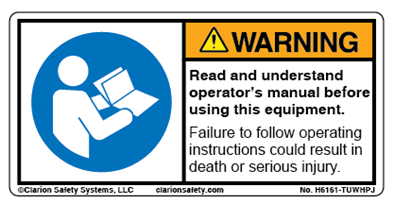 WARNING
Read and understand
operator's manual before
using this equipment.
Failure to follow operating
instructions could result in
death or serious injury.
©Clarion Safety Systems, LLC clarionsafety.com No. H6151-TUWHPJ